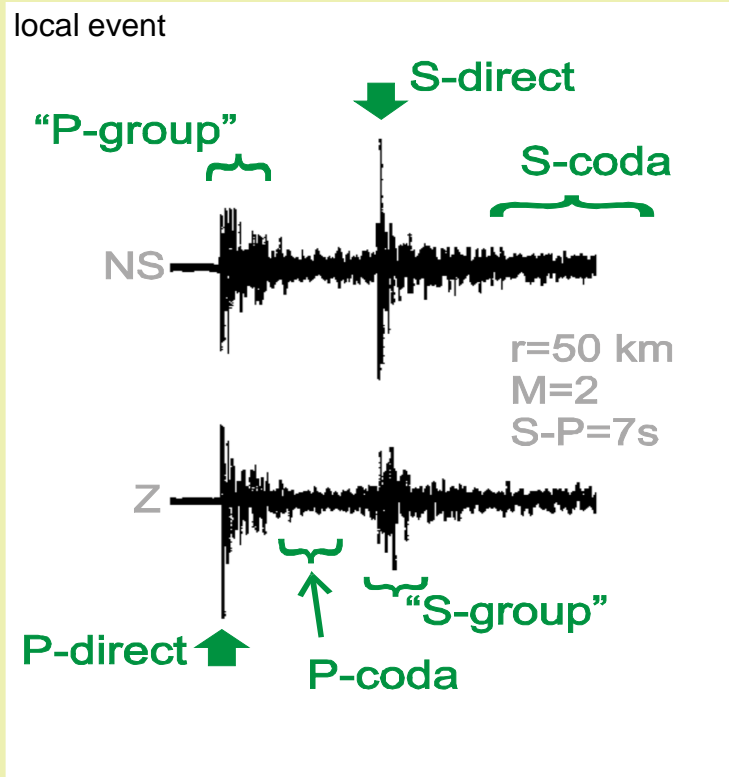 local event
S-direct
“P-group”
S-coda
NS
r=50 km
M=2
S-P=7s
Z
“S-group”
P-direct
P-coda